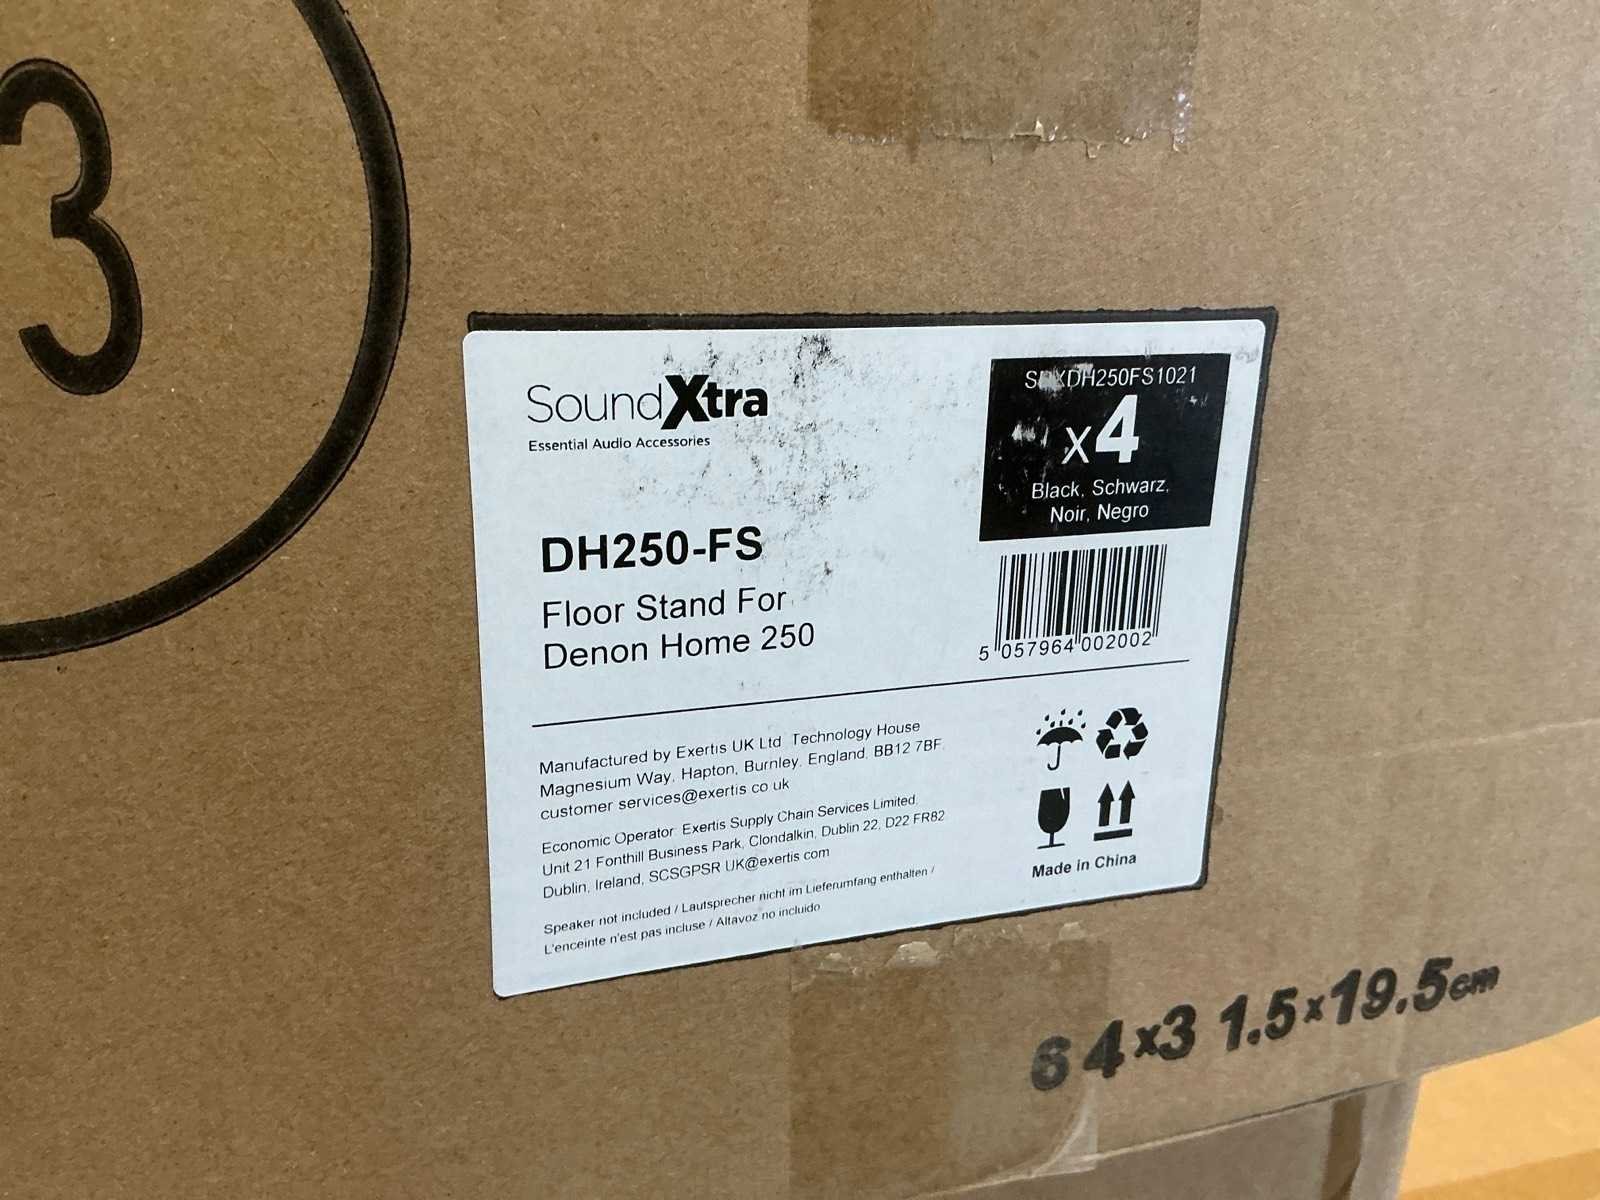 3
SoundXtra
Essential Audio Accessories
x4
Black, Schwarz,
Noir, Negro
DH250-FS
Floor Stand For
Denon Home 250
5 057964 002002
Manufactured by Exertis UK Ltd Technology House
Magnesium Way, Hapton, Burnley, England, BB12 7BF
customer services@exertis co uk
Economic Operator: Exertis Supply Chain Services Limited,
Unit 21 Fonthill Business Park, Clondalkin, Dublin 22, D22 FR82
Dublin, Ireland, SCSGPSR UK@exertis com
Speaker not included / Lautsprecher nicht im Lieferumfang enthalten /
L'enceinte n'est pas incluse / Altavoz no incluido
Made in China
64x31.5x19.5cm